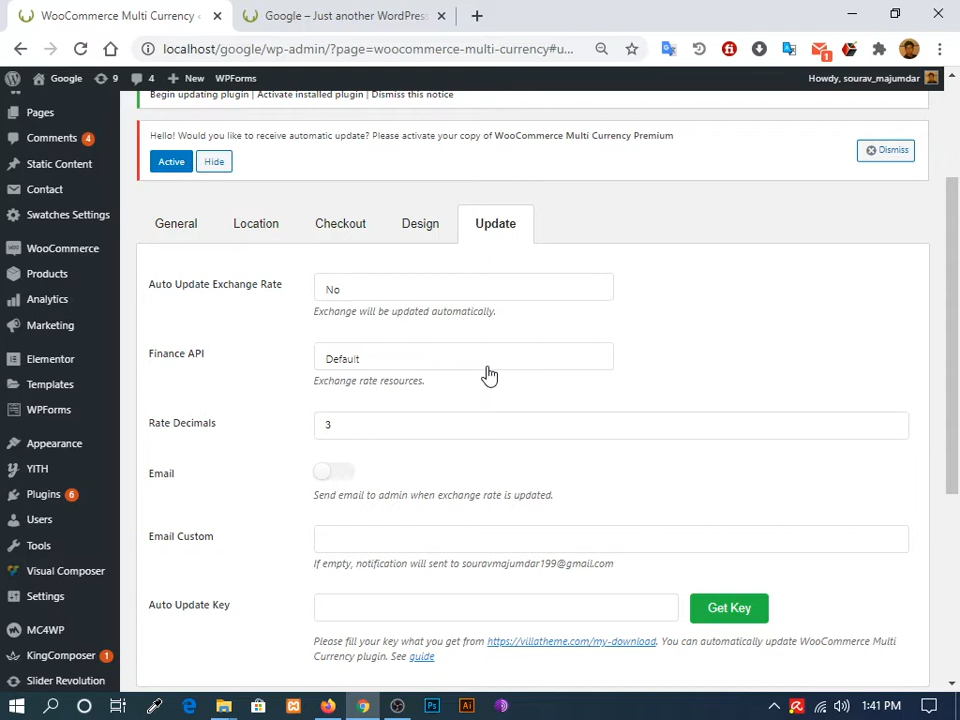 WooCommerce Multi Currency ‹
Google – Just another WordPress
localhost/google/wp-admin/?page=woocommerce-multi-currency#u...
1
Google
9
4
New
WPForms
Howdy, sourav_majumdar
Pages
Comments 4
Static Content
Contact
Swatches Settings
WooCommerce
Products
Analytics
Marketing
Elementor
Templates
WPForms
Appearance
YITH
Plugins 6
Users
Tools
Visual Composer
Settings
MC4WP
KingComposer 1
Slider Revolution
Begin updating plugin | Activate installed plugin | Dismiss this notice
Hello! Would you like to receive automatic update? Please activate your copy of WooCommerce Multi Currency Premium
Active
Hide
Dismiss
General
Location
Checkout
Design
Update
Auto Update Exchange Rate
No
Exchange will be updated automatically.
Finance API
Default
Exchange rate resources.
Rate Decimals
3
Email
Send email to admin when exchange rate is updated.
Email Custom
If empty, notification will sent to souravmajumdar199@gmail.com
Auto Update Key
Get Key
Please fill your key what you get from https://villatheme.com/my-download. You can automatically update WooCommerce Multi
Currency plugin. See guide
Ps
Ai
1:41 PM